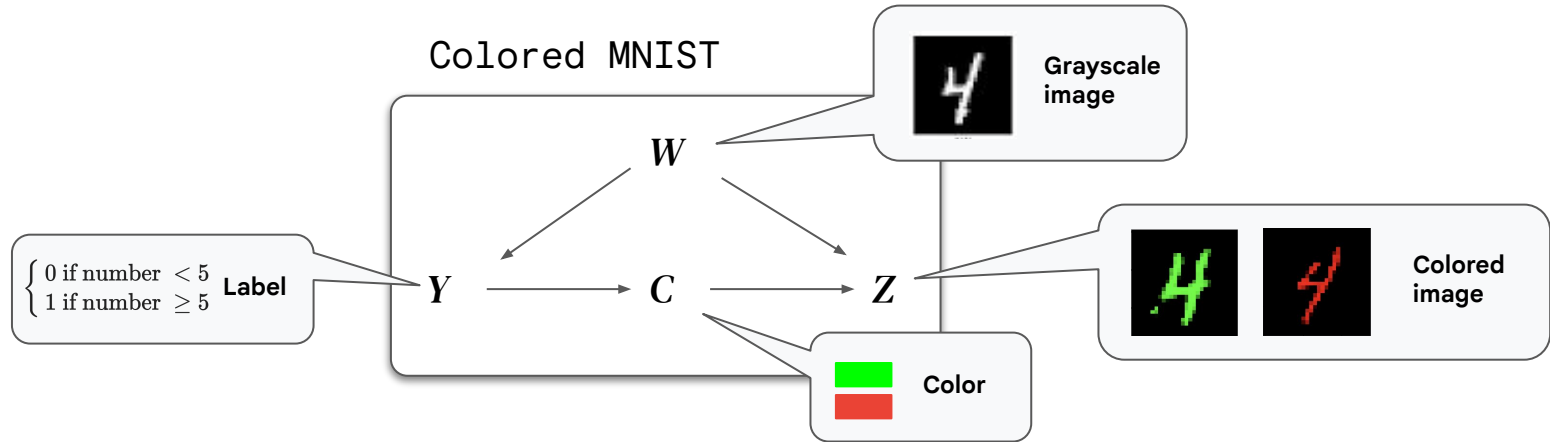 Colored MNIST
Grayscale
image
W
0 if number < 5
1 if number ≥ 5
Label
Y
C
Z
Colored
image
Color